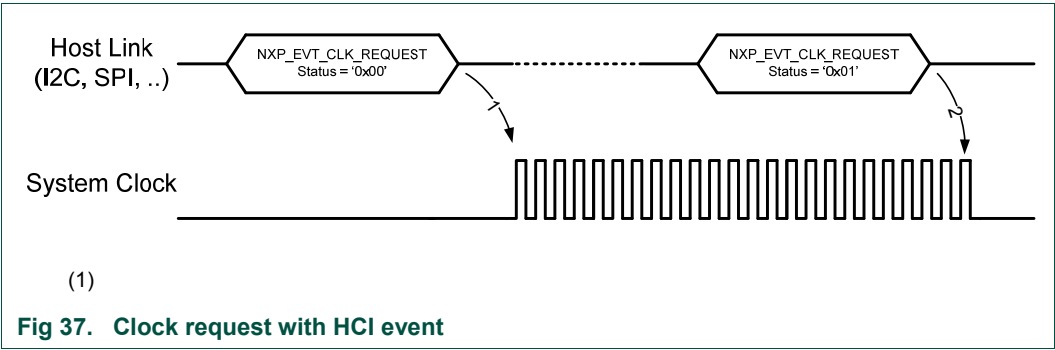 Host Link
(I2C, SPI, ..)
NXP_EVT_CLK_REQUEST
Status = ‘0x00’
NXP_EVT_CLK_REQUEST
Status = ‘0x01’
1
2
System Clock
(1)
Fig 37. Clock request with HCI event